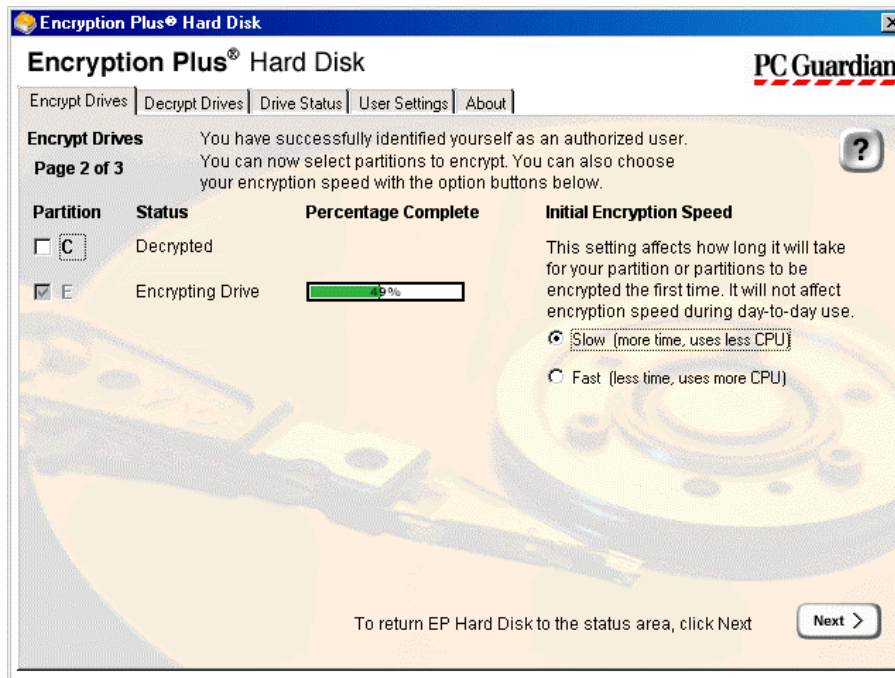 Encryption Plus® Hard Disk
Encryption Plus® Hard Disk
PC Guardian
Encrypt Drives Decrypt Drives Drive Status User Settings About
Encrypt Drives
Page 2 of 3
You have successfully identified yourself as an authorized user.
You can now select partitions to encrypt. You can also choose
your encryption speed with the option buttons below.
?
Partition Status Percentage Complete
C Decrypted
E Encrypting Drive 49%
Initial Encryption Speed
This setting affects how long it will take
for your partition or partitions to be
encrypted the first time. It will not affect
encryption speed during day-to-day use.
Slow (more time, uses less CPU)
Fast (less time, uses more CPU)
To return EP Hard Disk to the status area, click Next
Next >